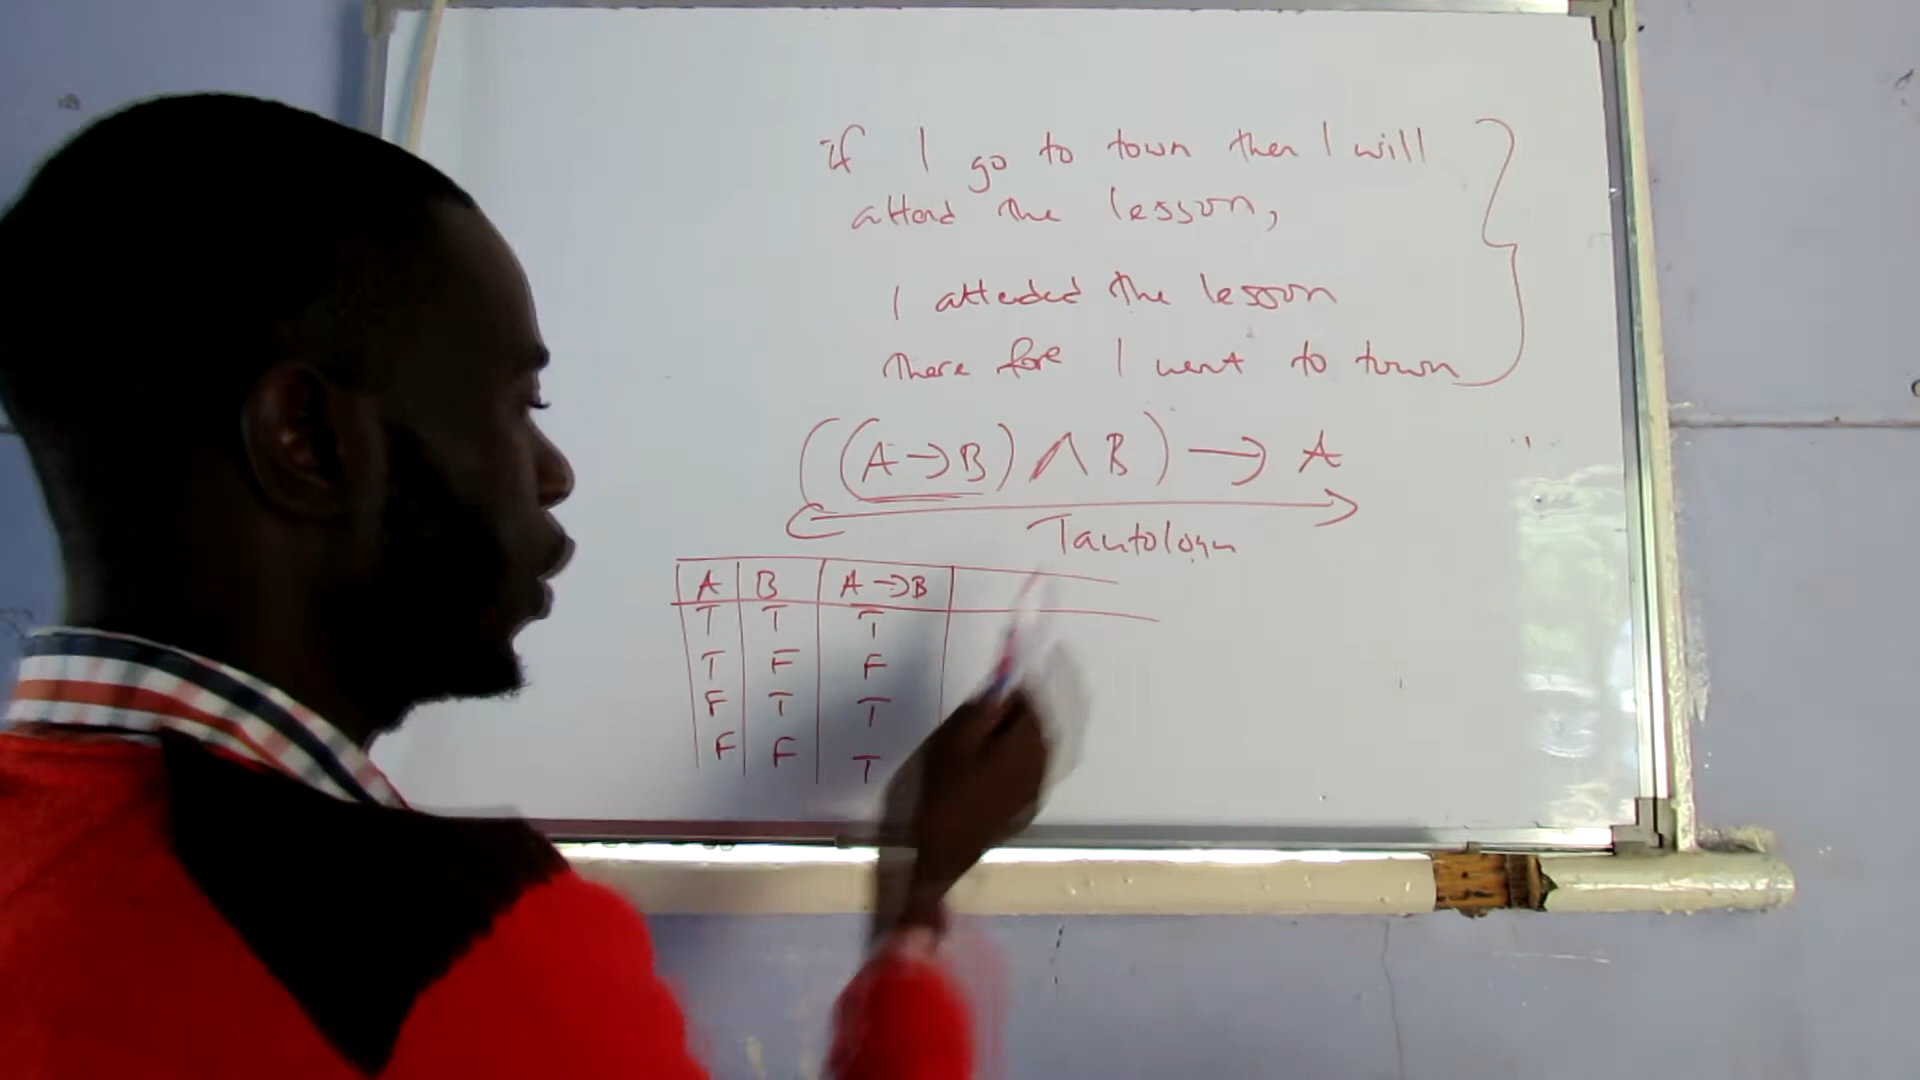 if I go to town then I will
attend the lesson,
I attended the lesson
there fore I went to town
((A→B) ∧ B) → A
Tautology
A B A→B
T T T
T F F
F T T
F F T